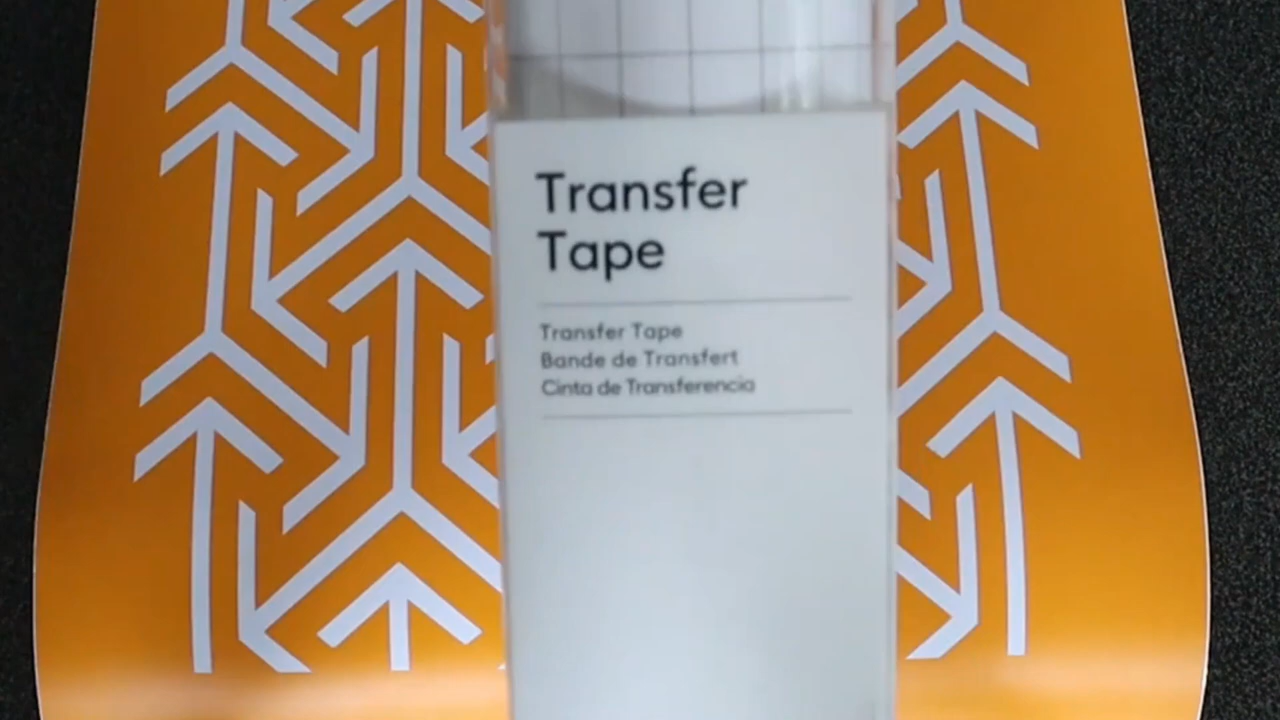 Transfer
Tape
Transfer Tape
Bande de Transfert
Cinta de Transferencia